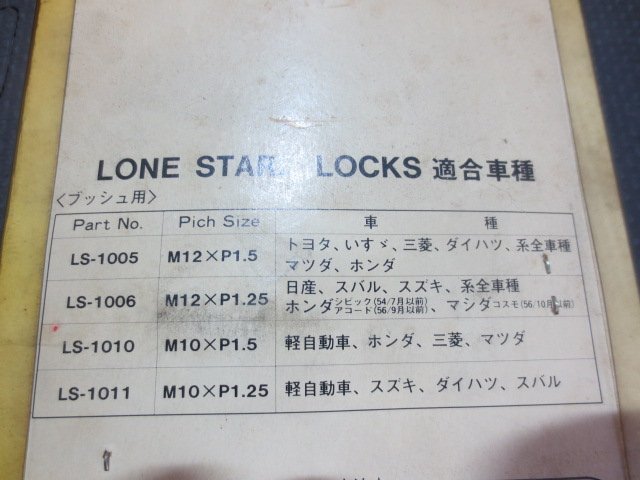 LONE STAR LOCKS 適合車種
〈ブッシュ用〉
Part No. Pich Size 車 種
LS-1005 M12×P1.5 トヨタ、いすゞ、三菱、ダイハツ、系全車種
マツダ、ホンダ
LS-1006 M12×P1.25 日産、スバル、スズキ、系全車種
ホンダ シビック(54/7月以前) アコード(56/9月以前)、マシダ コスモ(56/10月以前)
LS-1010 M10×P1.5 軽自動車、ホンダ、三菱、マツダ
LS-1011 M10×P1.25 軽自動車、スズキ、ダイハツ、スバル